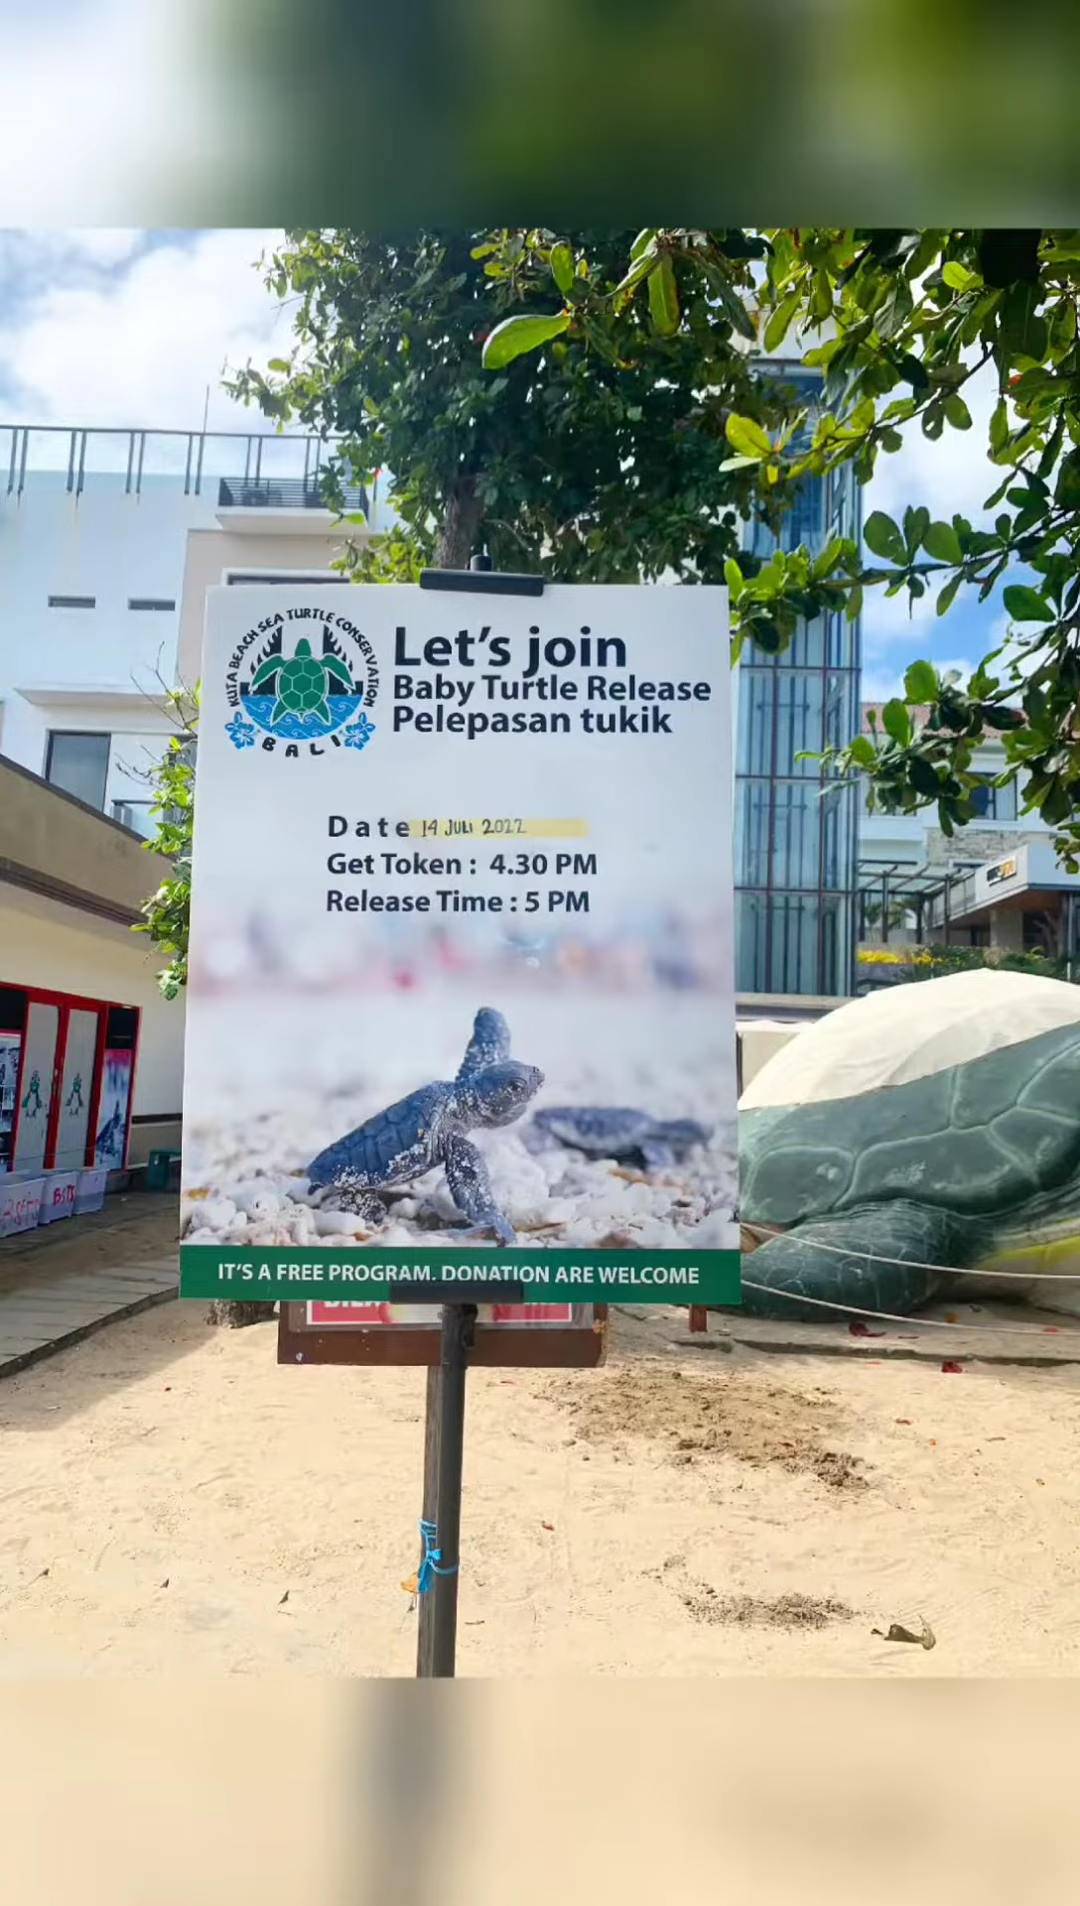 KUTA BEACH SEA TURTLE CONSERVATION
BALI
Let's join
Baby Turtle Release
Pelepasan tukik
Date 14 JULI 2022
Get Token : 4.30 PM
Release Time : 5 PM
IT'S A FREE PROGRAM. DONATION ARE WELCOME
BSTS